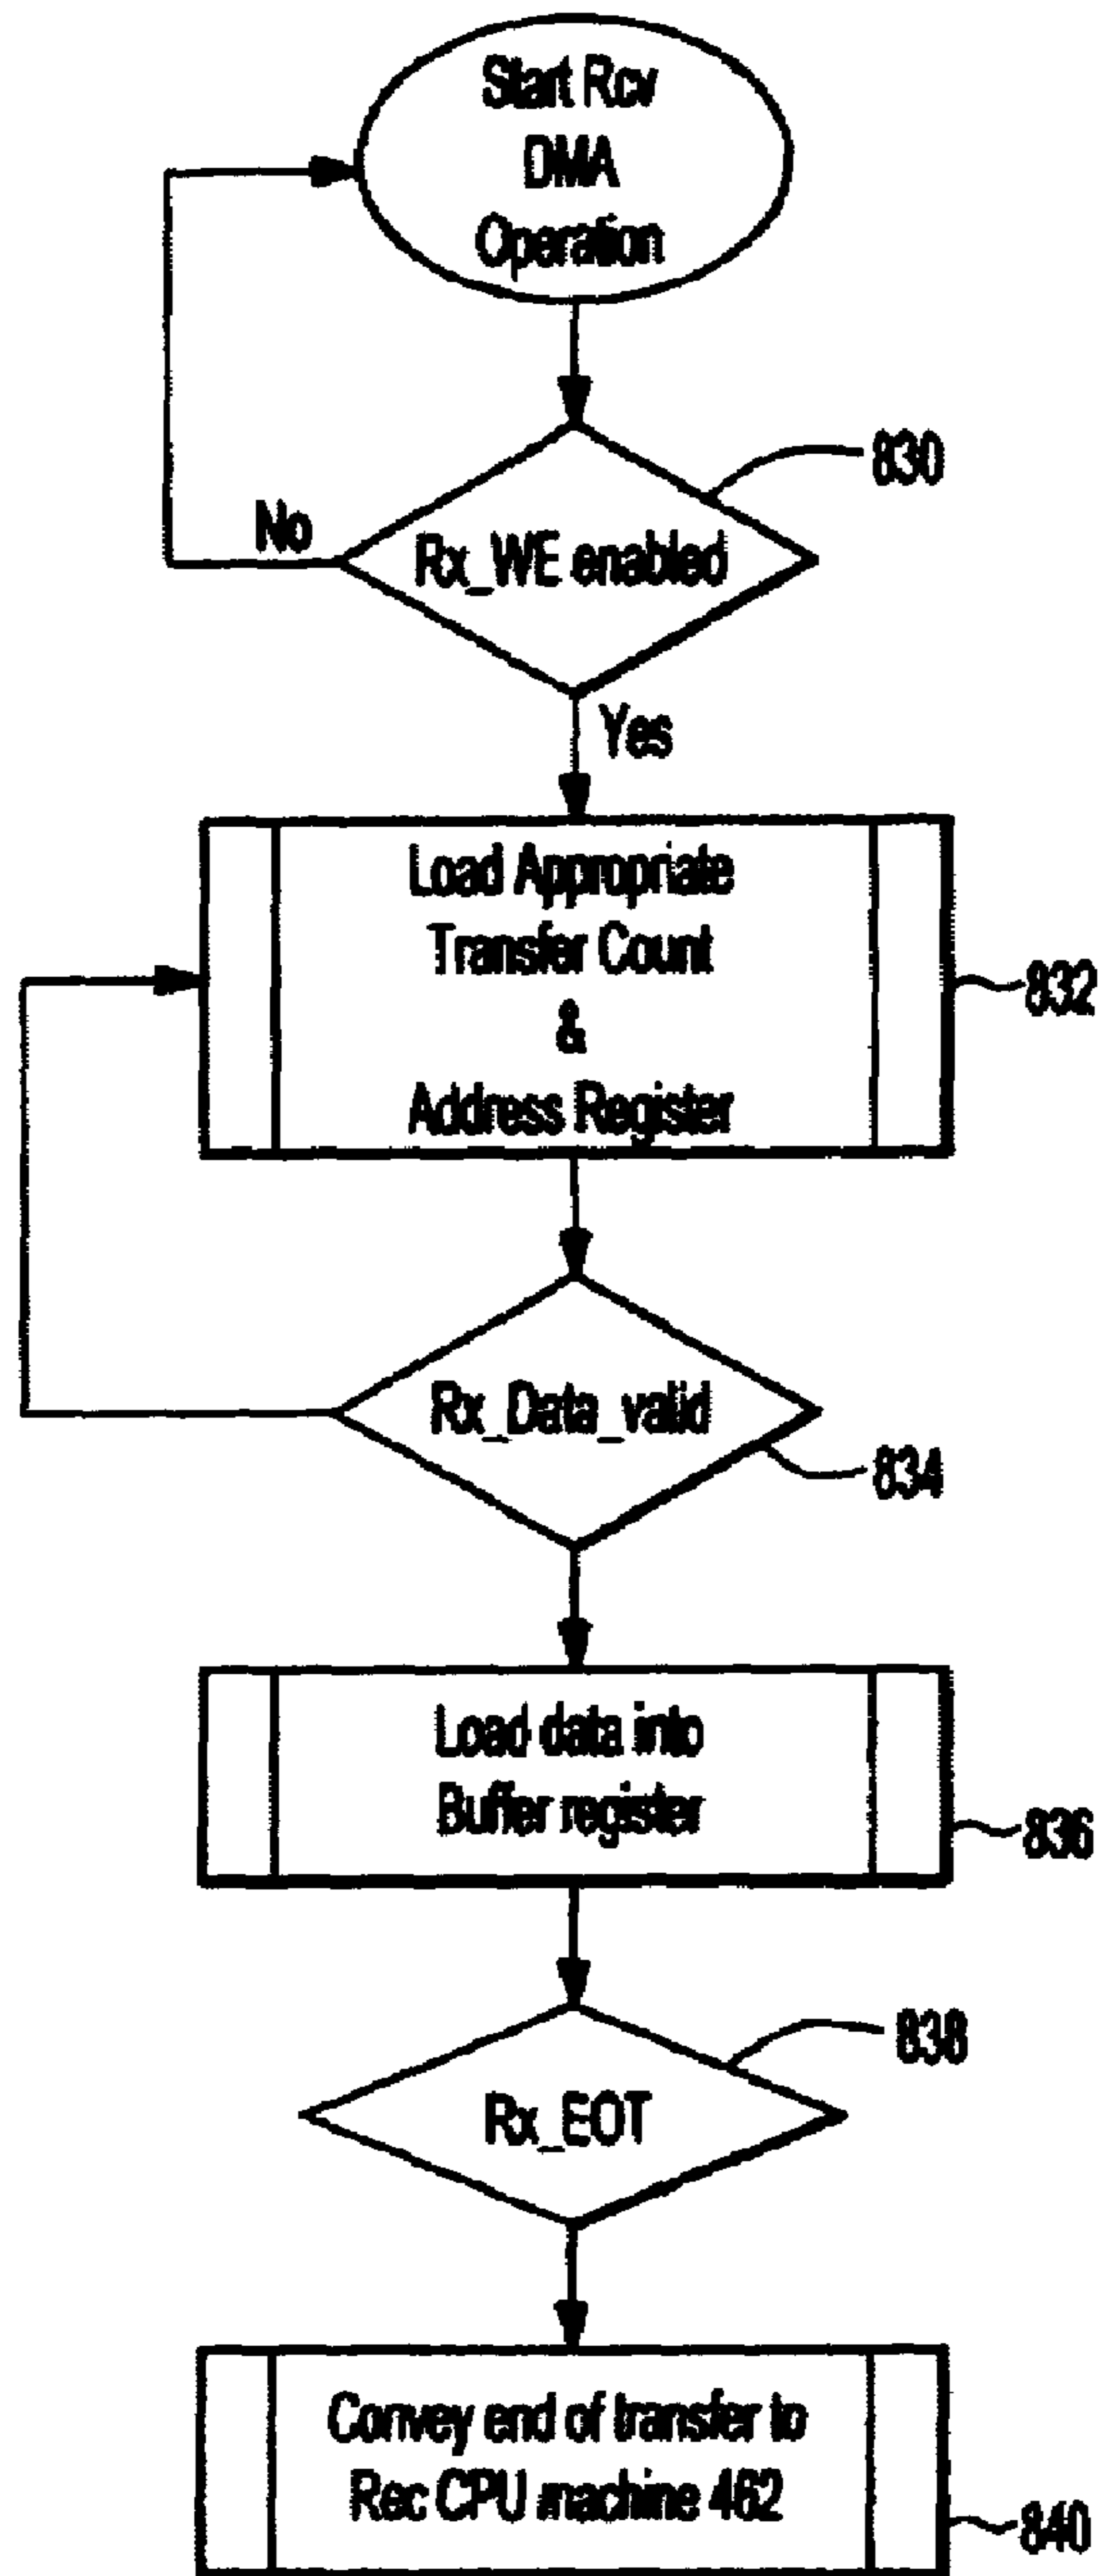 Start Rcv
DMA
Operation
830
No
Rx_WE enabled
Yes
Load Appropriate
Transfer Count
&
Address Register
832
Rx_Data_valid
834
Load data into
Buffer register
836
838
Rx_EOT
Convey end of transfer to
Rec CPU machine 462
840